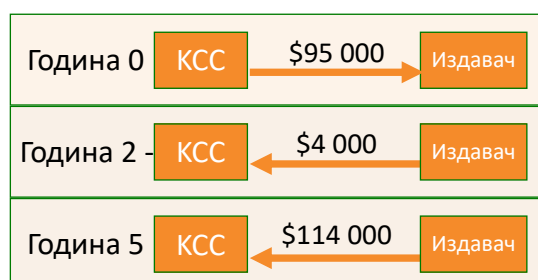 Година 0 КСС $95 000 Издавач
Година 2 - КСС $4 000 Издавач
Година 5 КСС $114 000 Издавач